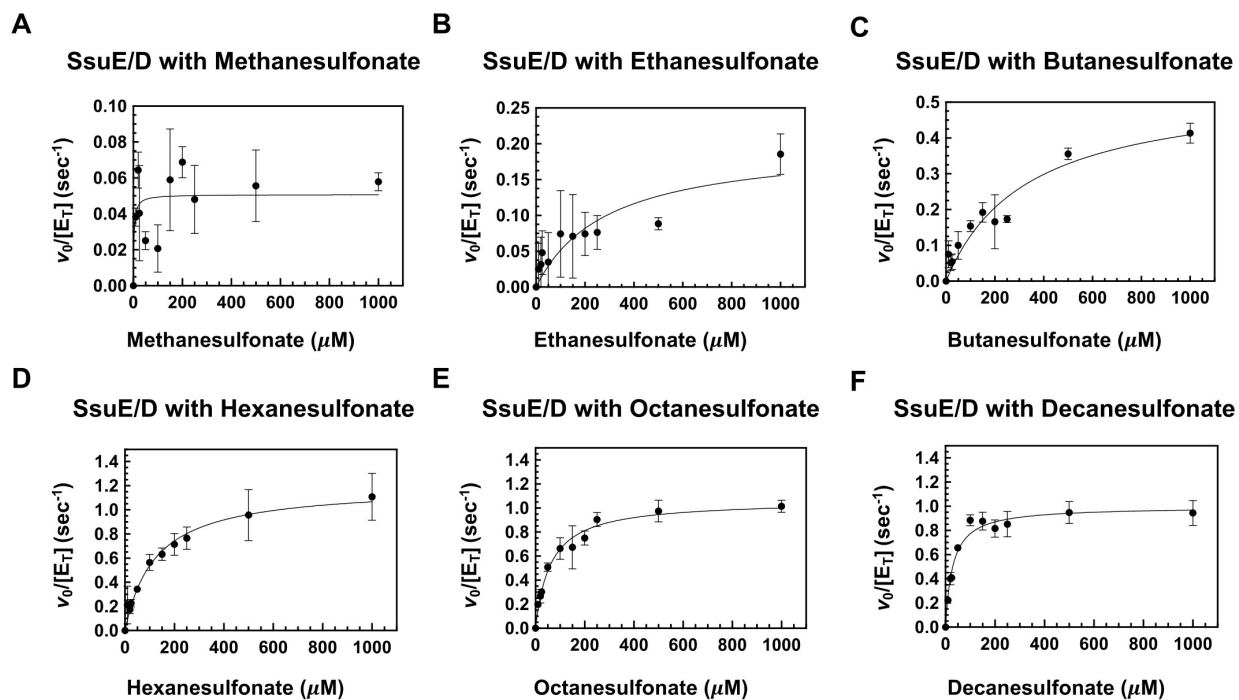 A
SsuE/D with Methanesulfonate
0.10
0.08
0.06
0.04
0.02
0.00
v₀/[E_T] (sec⁻¹)
0 200 400 600 800 1000
Methanesulfonate (μM)
B
SsuE/D with Ethanesulfonate
0.25
0.20
0.15
0.10
0.05
0.00
v₀/[E_T] (sec⁻¹)
0 200 400 600 800 1000
Ethanesulfonate (μM)
C
SsuE/D with Butanesulfonate
0.5
0.4
0.3
0.2
0.1
0.0
v₀/[E_T] (sec⁻¹)
0 200 400 600 800 1000
Butanesulfonate (μM)
D
SsuE/D with Hexanesulfonate
1.4
1.2
1.0
0.8
0.6
0.4
0.2
0.0
v₀/[E_T] (sec⁻¹)
0 200 400 600 800 1000
Hexanesulfonate (μM)
E
SsuE/D with Octanesulfonate
1.4
1.2
1.0
0.8
0.6
0.4
0.2
0.0
v₀/[E_T] (sec⁻¹)
0 200 400 600 800 1000
Octanesulfonate (μM)
F
SsuE/D with Decanesulfonate
1.4
1.2
1.0
0.8
0.6
0.4
0.2
0.0
v₀/[E_T] (sec⁻¹)
0 200 400 600 800 1000
Decanesulfonate (μM)